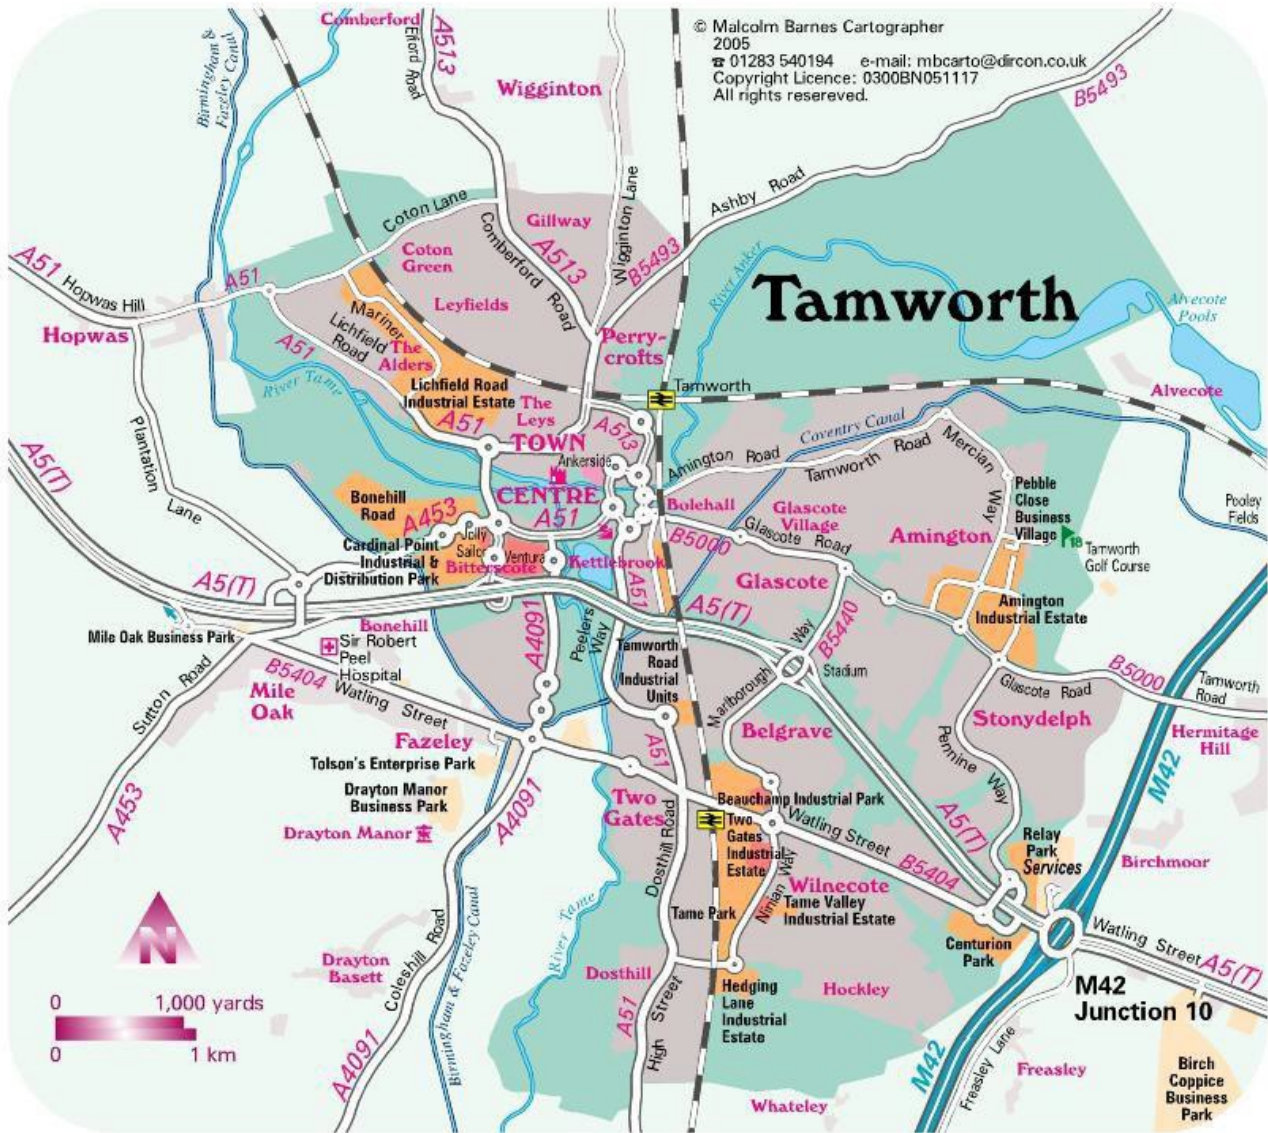 © Malcolm Barnes Cartographer
2005
☎ 01283 540194 e-mail: mbcarto@dircon.co.uk
Copyright Licence: 0300BN051117
All rights resereved.
Comberford
Birmingham &
Fazeley Canal
Elford Road
A513
Wigginton
B5493
Ashby Road
Wigginton Lane
Coton Lane
Gillway
A513
Comberford Road
B5493
Coton
Green
Leyfields
River Anker
Tamworth
Alvecote
Pools
A51
Hopwas Hill
A51
Hopwas
Mariner
Lichfield
Road
A51
The
Alders
Perry-
crofts
River Tame
Lichfield Road
Industrial Estate
Tamworth
Alvecote
The
Leys
A51
A513
TOWN
CENTRE
Ankerside
Coventry Canal
Amington Road
Tamworth Road
Mercian
Way
Plantation
Lane
A5(T)
Bonehill
Road
A453
A51
Jolly
Sailor
Ventura
Bitterscote
Kettlebrook
Bolehall
Glascote
Village
B5000
Glascote Road
Amington
Pebble
Close
Business
Village
18
Tamworth
Golf Course
Pooley
Fields
Cardinal Point
Industrial &
Distribution Park
A5(T)
Glascote
A51
A5(T)
Amington
Industrial Estate
Mile Oak Business Park
Bonehill
Sir Robert
Peel
Hospital
A4091
Peelers
Way
Tamworth
Road
Industrial
Units
Marlborough
Way
B5440
Stadium
B5000
Glascote Road
Tamworth
Road
Sutton Road
B5404
Watling Street
Mile
Oak
Stonydelph
Hermitage
Hill
Fazeley
Belgrave
Pennine Way
M42
Tolson's Enterprise Park
A51
Drayton Manor
Business Park
Drayton Manor
A4091
A453
Two
Gates
Beauchamp Industrial Park
Two
Gates
Industrial
Estate
Watling Street
B5404
A5(T)
Relay
Park
Services
Birchmoor
Dosthill Road
Ninian Way
Wilnecote
Tame Valley
Industrial Estate
Tame Park
Centurion
Park
Watling Street
A5(T)
N
Drayton
Basett
Coleshill Road
Birmingham & Fazeley Canal
River Tame
Dosthill
A51
High Street
Hedging
Lane
Industrial
Estate
Hockley
M42
Junction 10
0 1,000 yards
0 1 km
A4091
M42
Freasley Lane
Freasley
Whateley
Birch
Coppice
Business
Park